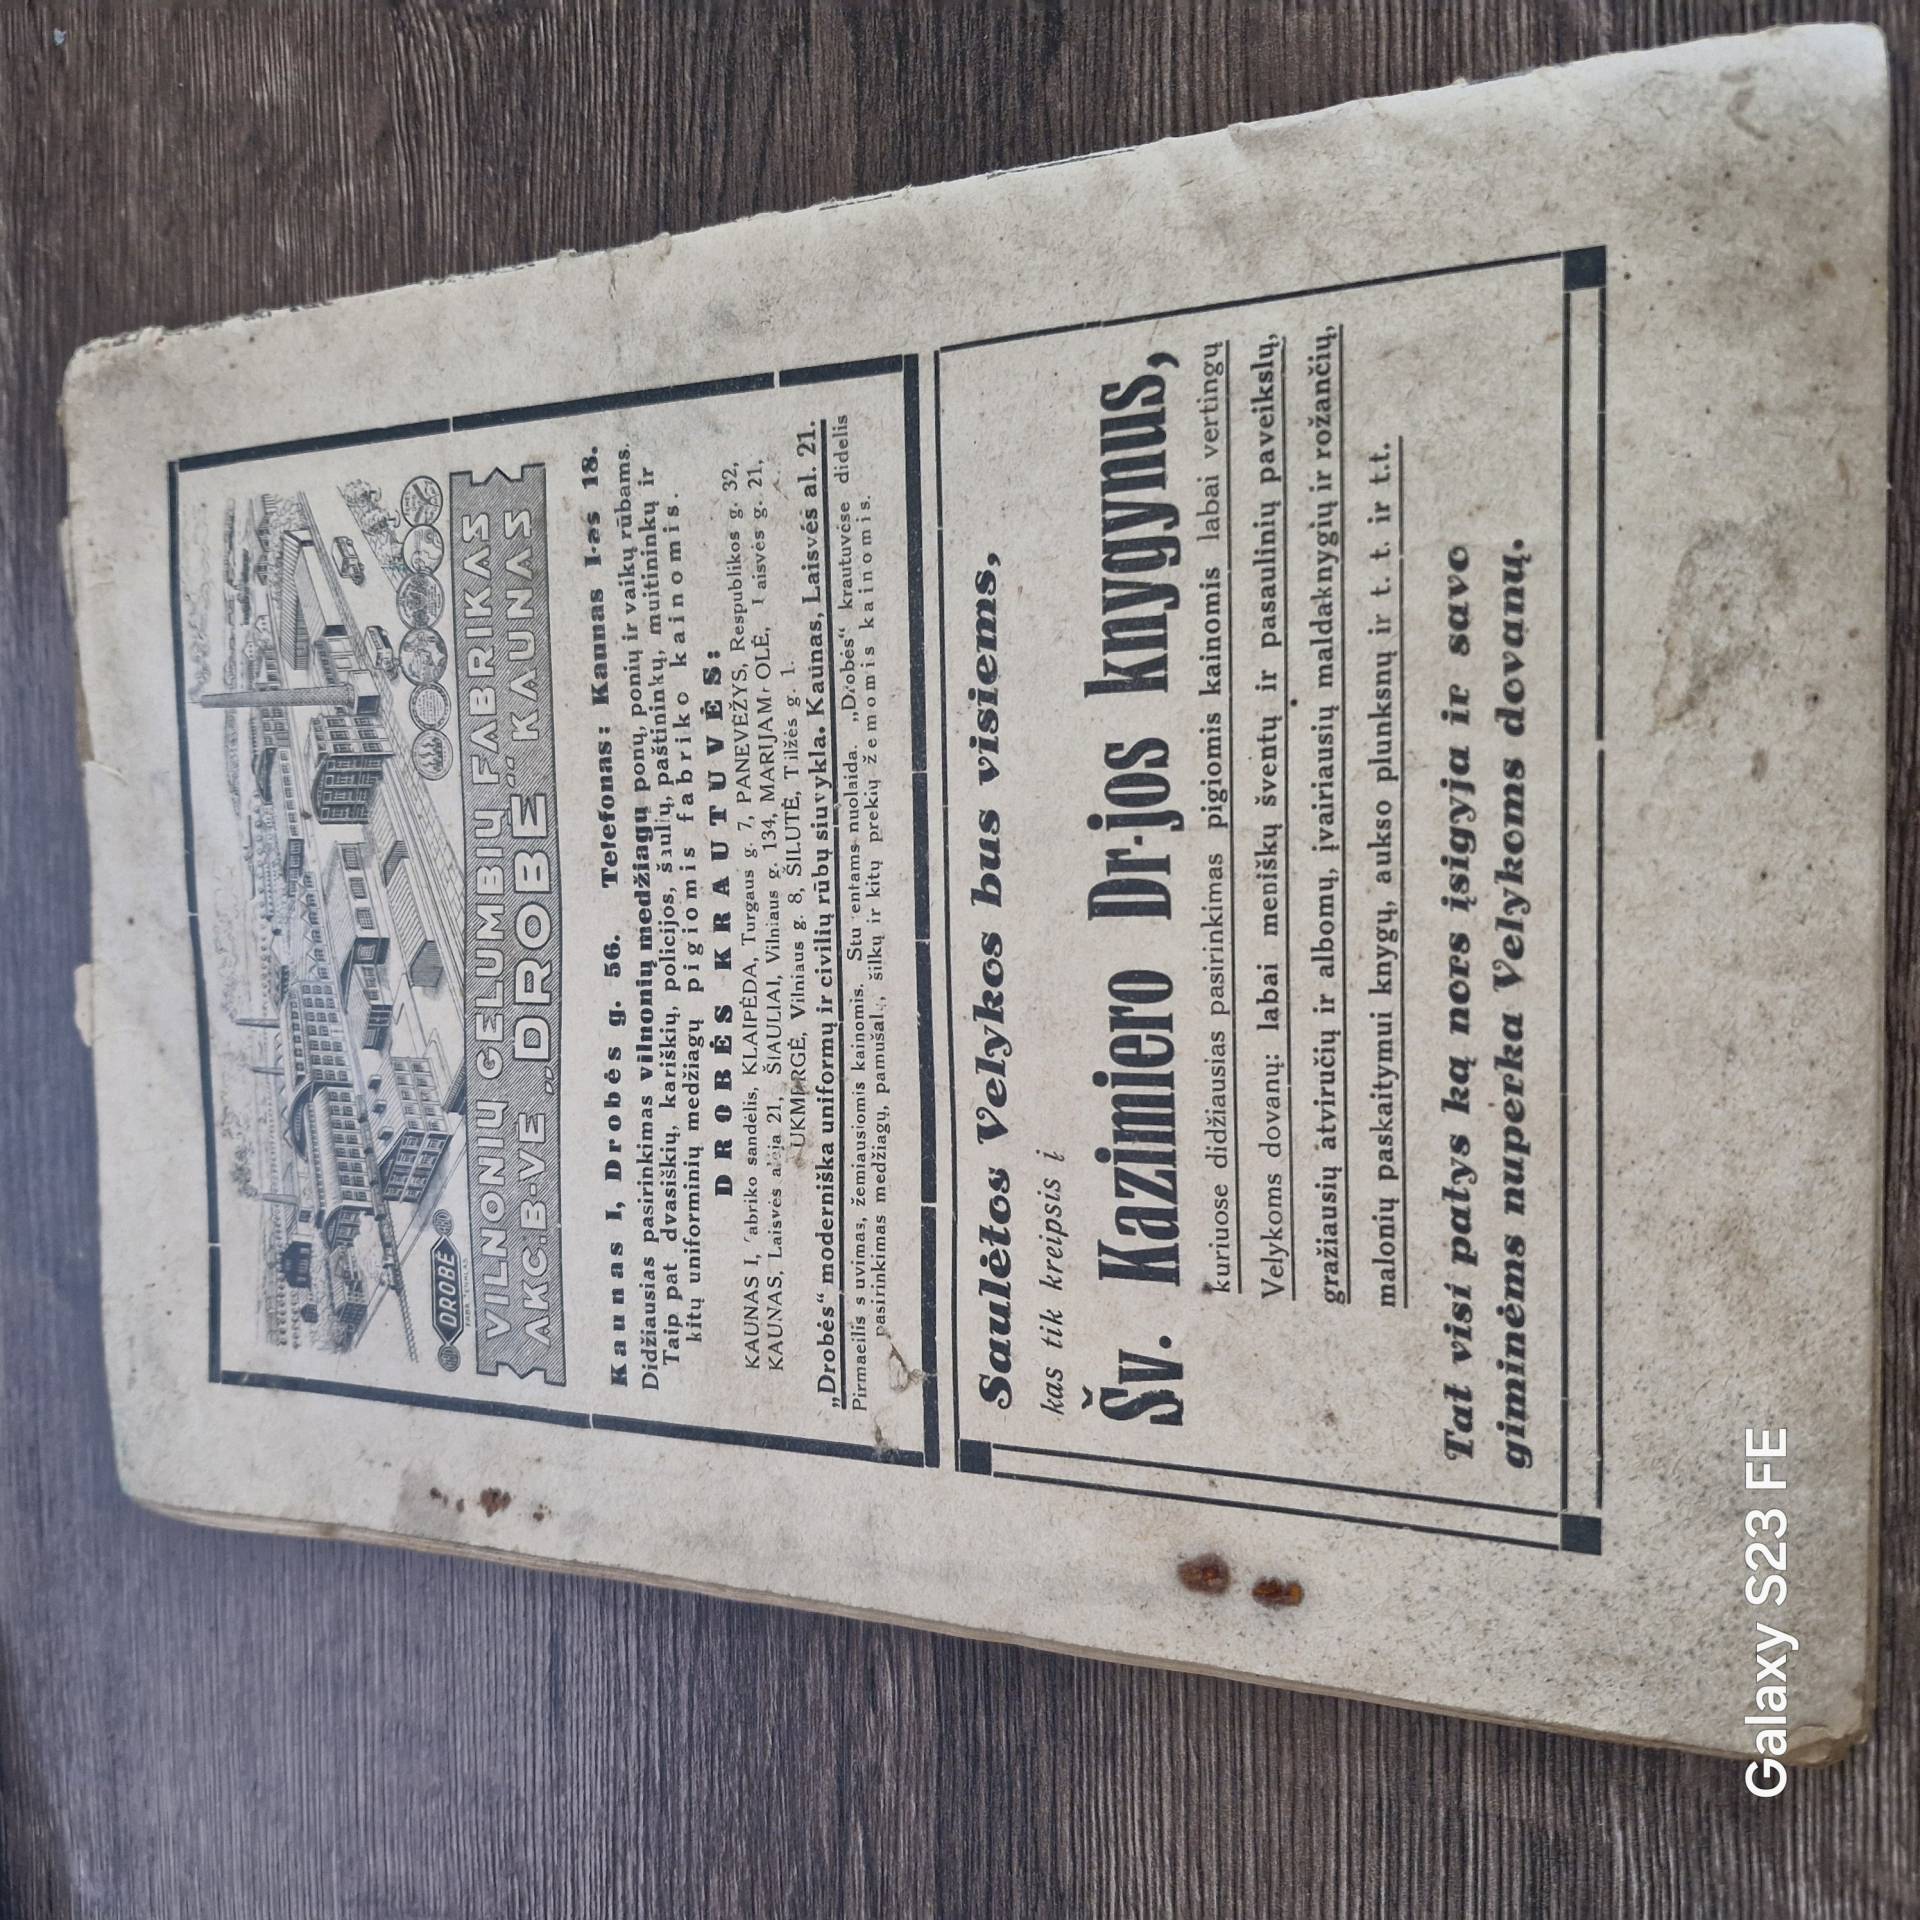 DROBĖ
VILNONIŲ GELUMBIŲ FABRIKAS
AKC. B-VĖ „DROBĖ“ KAUNAS
Kaunas I, Drobės g. 56. Telefonas: Kaunas I-as 18.
Didžiausias pasirinkimas vilnonių medžiagų ponų, ponių ir vaikų rūbams.
Taip pat dvasiškių, kariškių, policijos, šaulių, paštininkų, muitininkų ir
kitų uniforminių medžiagų pigiomis fabriko kainomis.
DROBĖS KRAUTUVĖS:
KAUNAS I, fabriko sandėlis, KLAIPĖDA, Turgaus g. 7, PANEVĖŽYS, Respublikos g. 32,
KAUNAS, Laisvės alėja 21, ŠIAULIAI, Vilniaus g. 134, MARIJAMPOLĖ, Laisvės g. 21,
UKMERGĖ, Vilniaus g. 8, ŠILUTĖ, Tilžės g. 1.
„Drobės“ moderniška uniformų ir civilių rūbų siuvykla. Kaunas, Laisvės al. 21.
Pirmaeilis siuvimas, žemiausiomis kainomis. Studentams nuolaida. „Drobės“ krautuvėse didelis
pasirinkimas medžiagų, pamušalų, šilkų ir kitų prekių žemomis kainomis.
Saulėtos Velykos bus visiems,
kas tik kreipsis į
Šv. Kazimiero Dr-jos knygynus,
kuriuose didžiausias pasirinkimas pigiomis kainomis labai vertingų
Velykoms dovanų: labai meniškų šventų ir pasaulinių paveikslų,
gražiausių atviručių ir albomų, įvairiausių maldaknygių ir rožančių,
malonių paskaitymui knygų, aukso plunksnų ir t. t. ir t.t.
Tat visi patys ką nors įsigyja ir savo
giminėms nuperka Velykoms dovanų.
Galaxy S23 FE